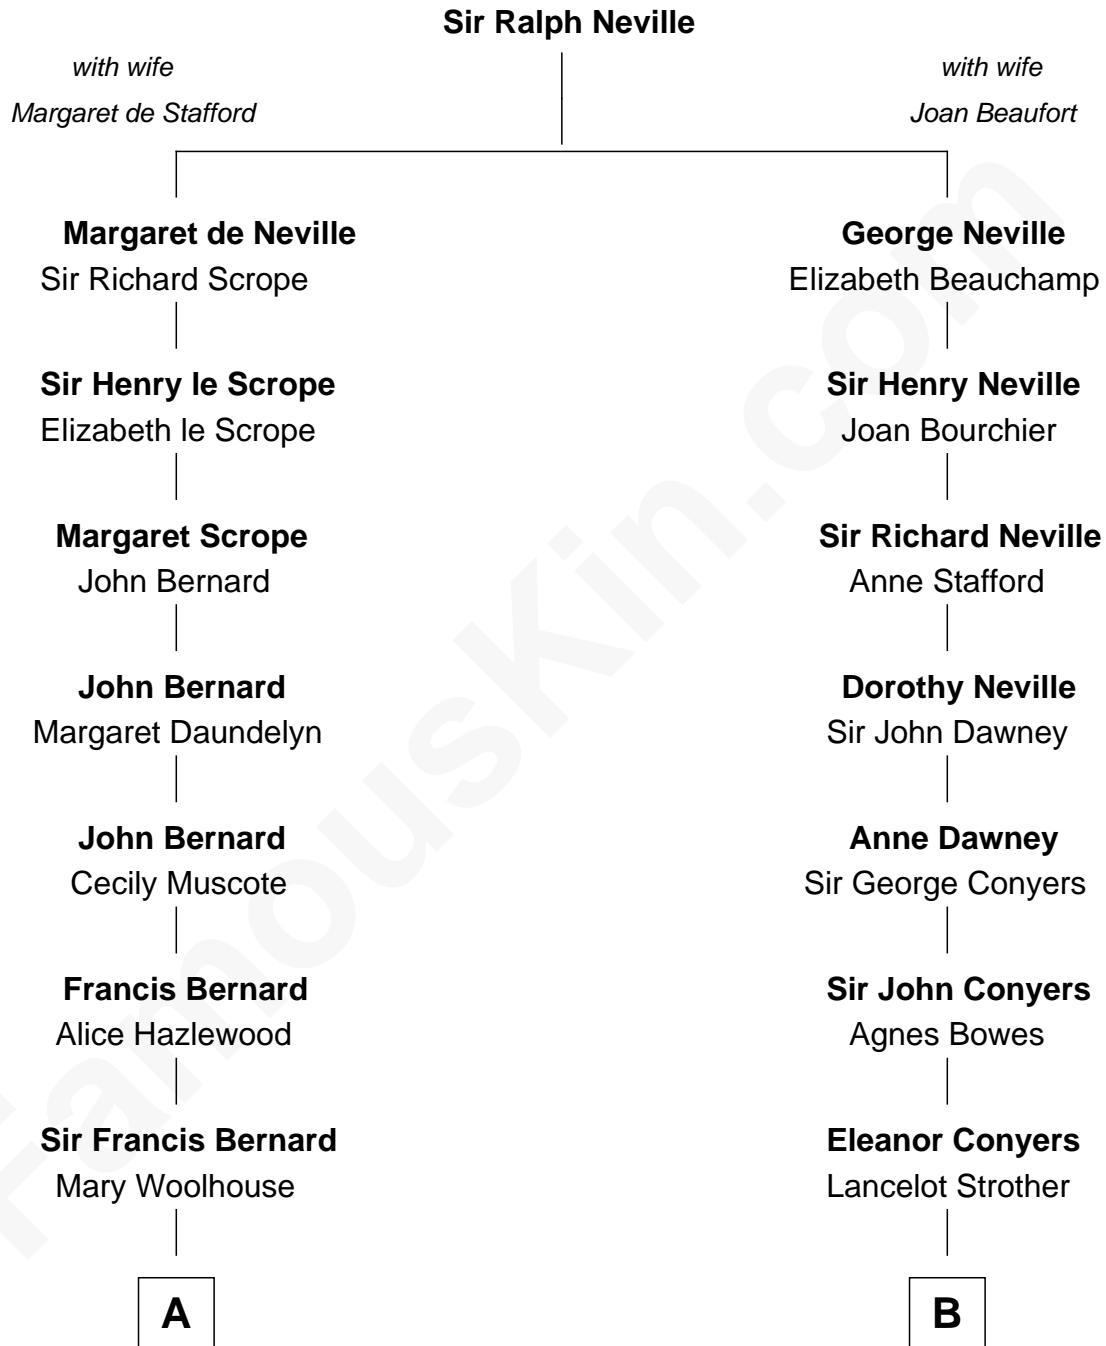 Sir Ralph Neville
with wife
Margaret de Stafford
with wife
Joan Beaufort
Margaret de Neville
Sir Richard Scrope
George Neville
Elizabeth Beauchamp
Sir Henry le Scrope
Elizabeth le Scrope
Sir Henry Neville
Joan Bourchier
Margaret Scrope
John Bernard
Sir Richard Neville
Anne Stafford
John Bernard
Margaret Daundelyn
Dorothy Neville
Sir John Dawney
John Bernard
Cecily Muscote
Anne Dawney
Sir George Conyers
Francis Bernard
Alice Hazlewood
Sir John Conyers
Agnes Bowes
Sir Francis Bernard
Mary Woolhouse
Eleanor Conyers
Lancelot Strother
A
B
FamousKin.com